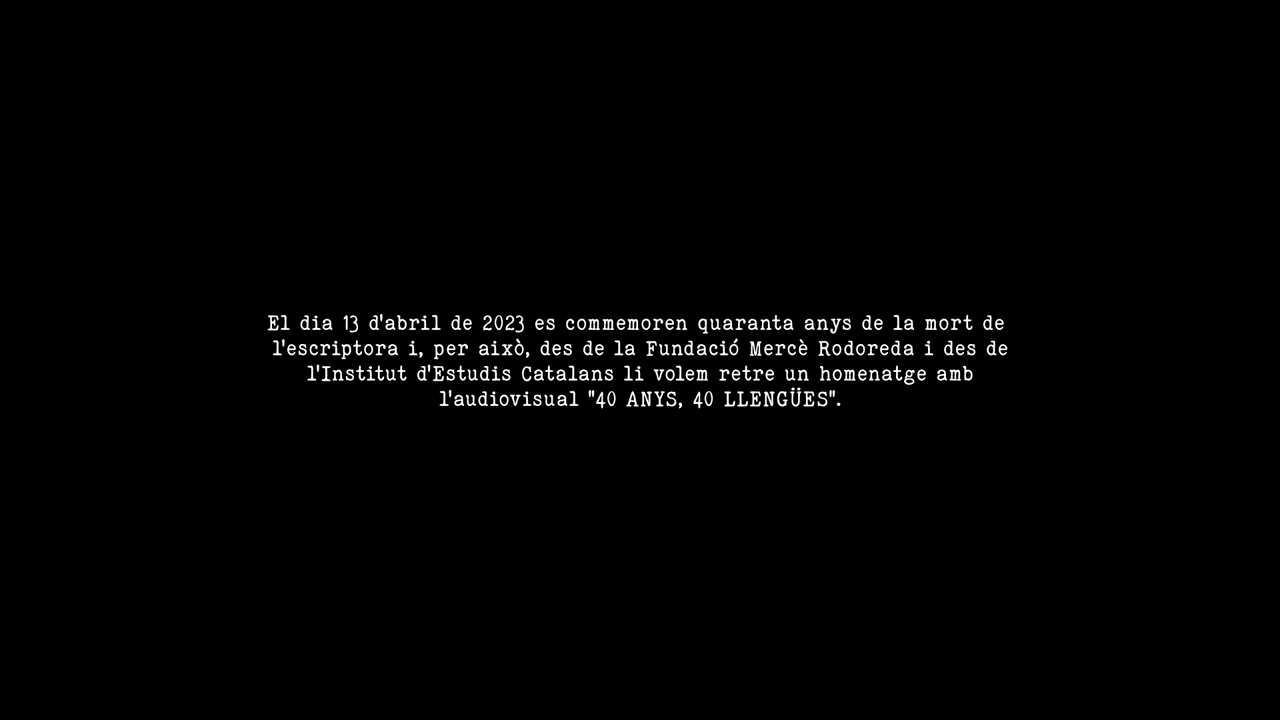 El dia 13 d'abril de 2023 es commemoren quaranta anys de la mort de
l'escriptora i, per això, des de la Fundació Mercè Rodoreda i des de
l'Institut d'Estudis Catalans li volem retre un homenatge amb
l'audiovisual "40 ANYS, 40 LLENGÜES".